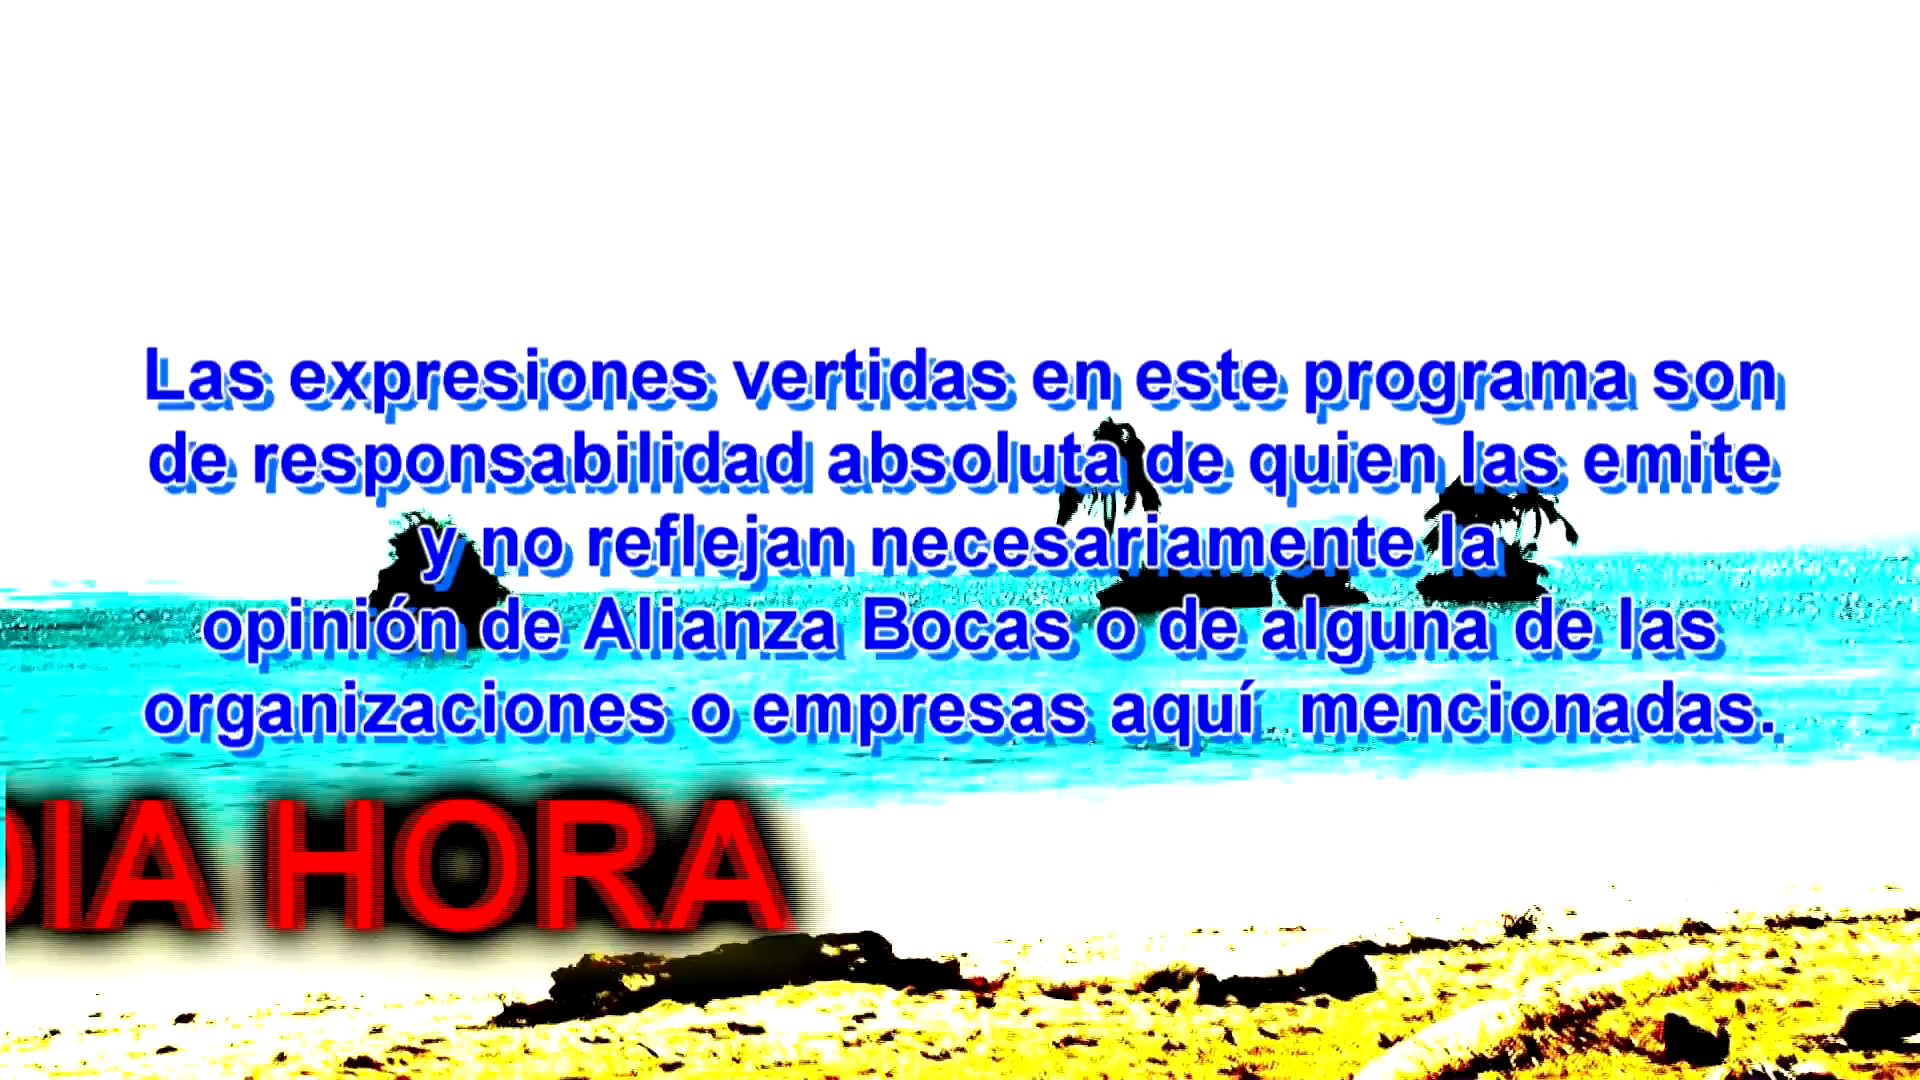 Las expresiones vertidas en este programa son
de responsabilidad absoluta de quien las emite
y no reflejan necesariamente la
opinión de Alianza Bocas o de alguna de las
organizaciones o empresas aquí mencionadas.
DIA HORA